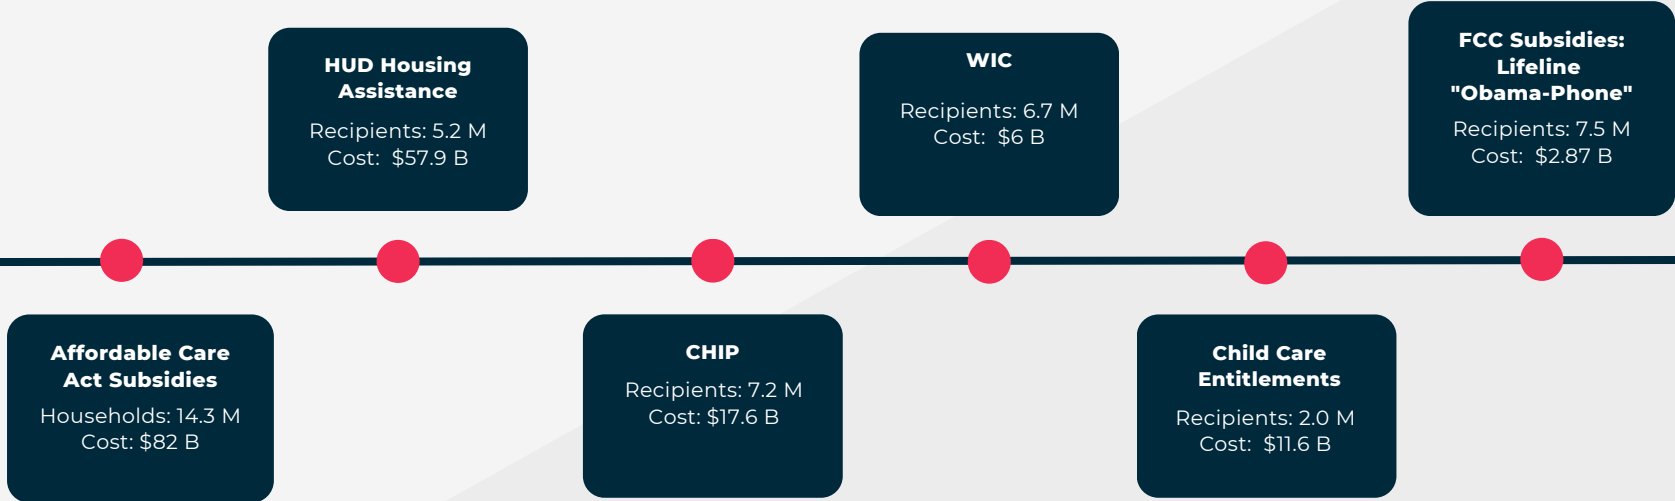 HUD Housing
Assistance
Recipients: 5.2 M
Cost: $57.9 B
WIC
Recipients: 6.7 M
Cost: $6 B
FCC Subsidies:
Lifeline
"Obama-Phone"
Recipients: 7.5 M
Cost: $2.87 B
Affordable Care
Act Subsidies
Households: 14.3 M
Cost: $82 B
CHIP
Recipients: 7.2 M
Cost: $17.6 B
Child Care
Entitlements
Recipients: 2.0 M
Cost: $11.6 B